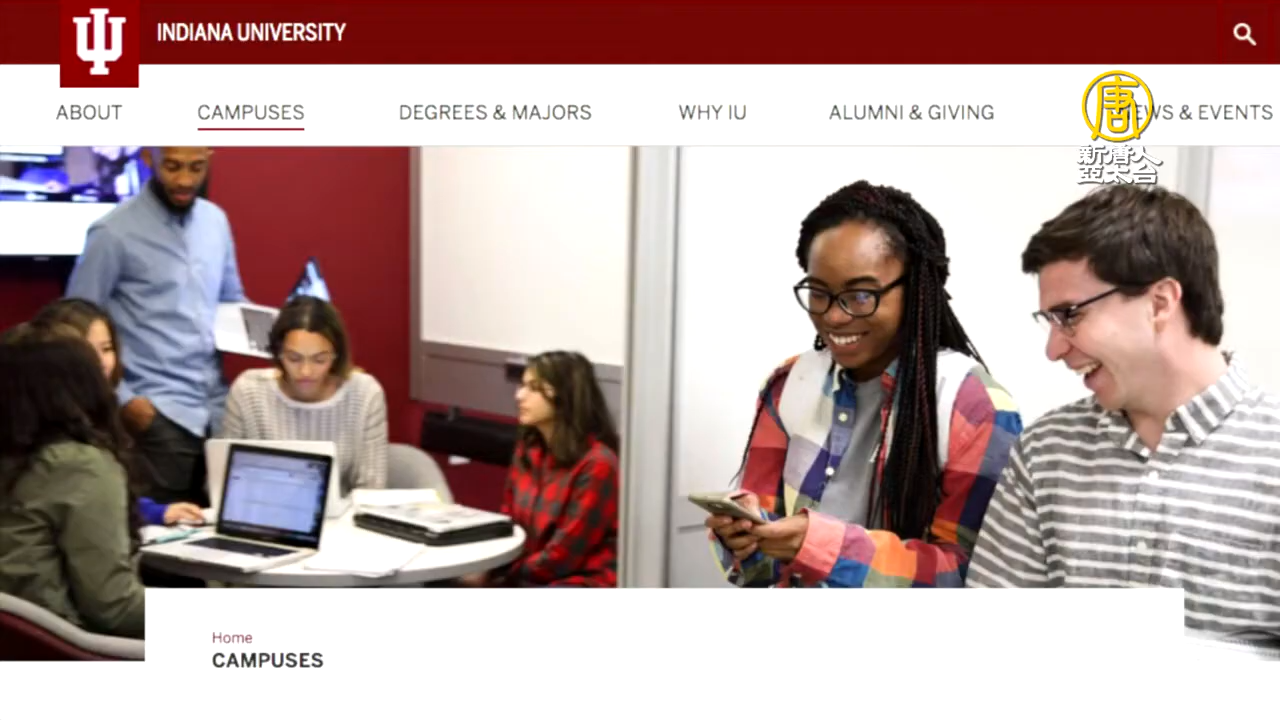 INDIANA UNIVERSITY
ABOUT
CAMPUSES
DEGREES & MAJORS
WHY IU
ALUMNI & GIVING
EWS & EVENTS
唐
新唐人
亞太台
Home
CAMPUSES